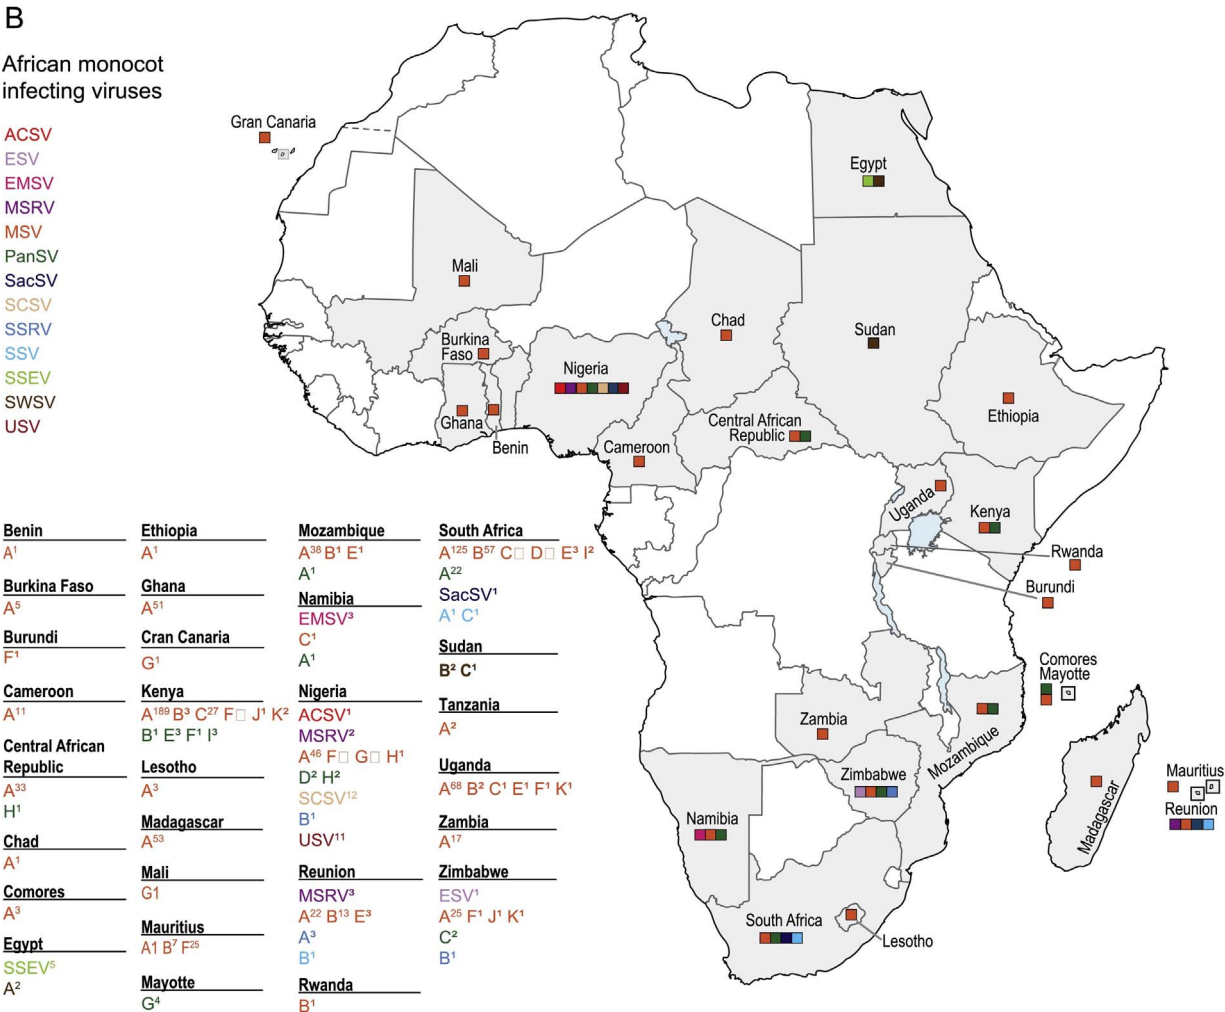 B
African monocot
infecting viruses
ACSV
ESV
EMSV
MSRV
MSV
PanSV
SacSV
SCSV
SSRV
SSV
SSEV
SWSV
USV
Gran Canaria
Egypt
Mali
Chad
Sudan
Burkina
Faso
Nigeria
Ghana
Benin
Central African
Republic
Cameroon
Ethiopia
Uganda
Kenya
Rwanda
Burundi
Comores
Mayotte
Zambia
Mozambique
Zimbabwe
Namibia
Madagascar
Mauritius
Reunion
South Africa
Lesotho
Benin
A¹
Burkina Faso
A⁵
Burundi
F¹
Cameroon
A¹¹
Central African
Republic
A³³
H¹
Chad
A¹
Comores
A³
Egypt
SSEV⁵
A²
Ethiopia
A¹
Ghana
A⁵¹
Cran Canaria
G¹
Kenya
A¹⁸⁹ B³ C²⁷ F□ J¹ K²
B¹ E³ F¹ I³
Lesotho
A³
Madagascar
A⁵³
Mali
G1
Mauritius
A1 B⁷ F²⁵
Mayotte
G⁴
Mozambique
A³⁸ B¹ E¹
A¹
Namibia
EMSV³
C¹
A¹
Nigeria
ACSV¹
MSRV²
A⁴⁶ F□ G□ H¹
D² H²
SCSV¹²
B¹
USV¹¹
Reunion
MSRV³
A²² B¹³ E³
A³
B¹
Rwanda
B¹
South Africa
A¹²⁵ B⁵⁷ C□ D□ E³ I²
A²²
SacSV¹
A¹ C¹
Sudan
B² C¹
Tanzania
A²
Uganda
A⁶⁸ B² C¹ E¹ F¹ K¹
Zambia
A¹⁷
Zimbabwe
ESV¹
A²⁵ F¹ J¹ K¹
C²
B¹